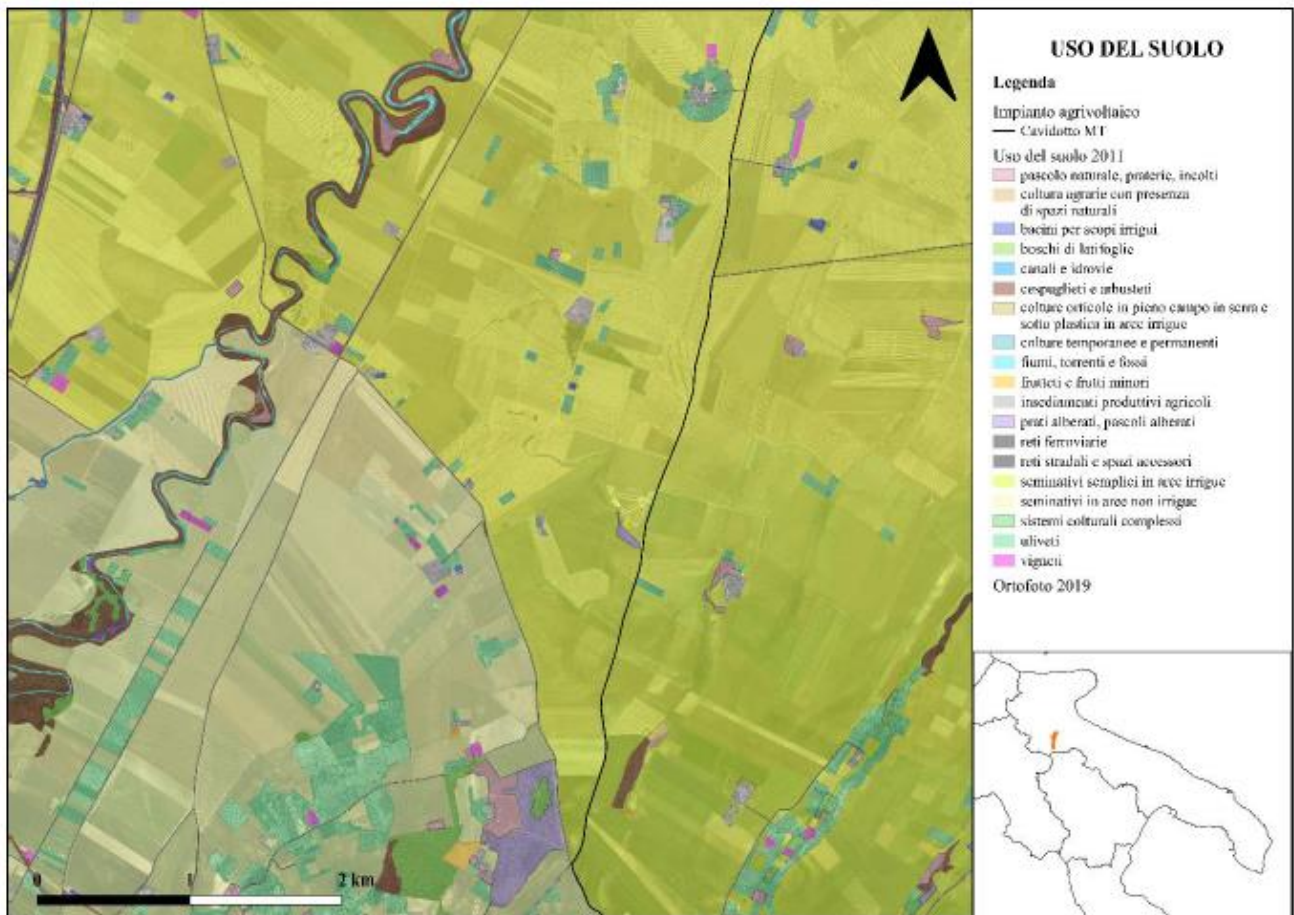 USO DEL SUOLO
Legenda
Impianto agrivoltaico
Cavidotto MT
Uso del suolo 2011
pascolo naturale, praterie, incolti
coltura agrarie con presenza
di spazi naturali
bacini per scopi irrigui
boschi di latifoglie
canali e idrovie
cespuglieti e arbusteti
colture orticole in pieno campo in serra e
sotto plastica in aree irrigue
colture temporanee e permanenti
fiumi, torrenti e fossi
frutteti e frutti minori
insediamenti produttivi agricoli
prati alberati, pascoli alberati
reti ferroviarie
reti stradali e spazi accessori
seminativi semplici in aree irrigue
seminativi in aree non irrigue
sistemi colturali complessi
uliveti
vigneti
Ortofoto 2019
0 1 2 km